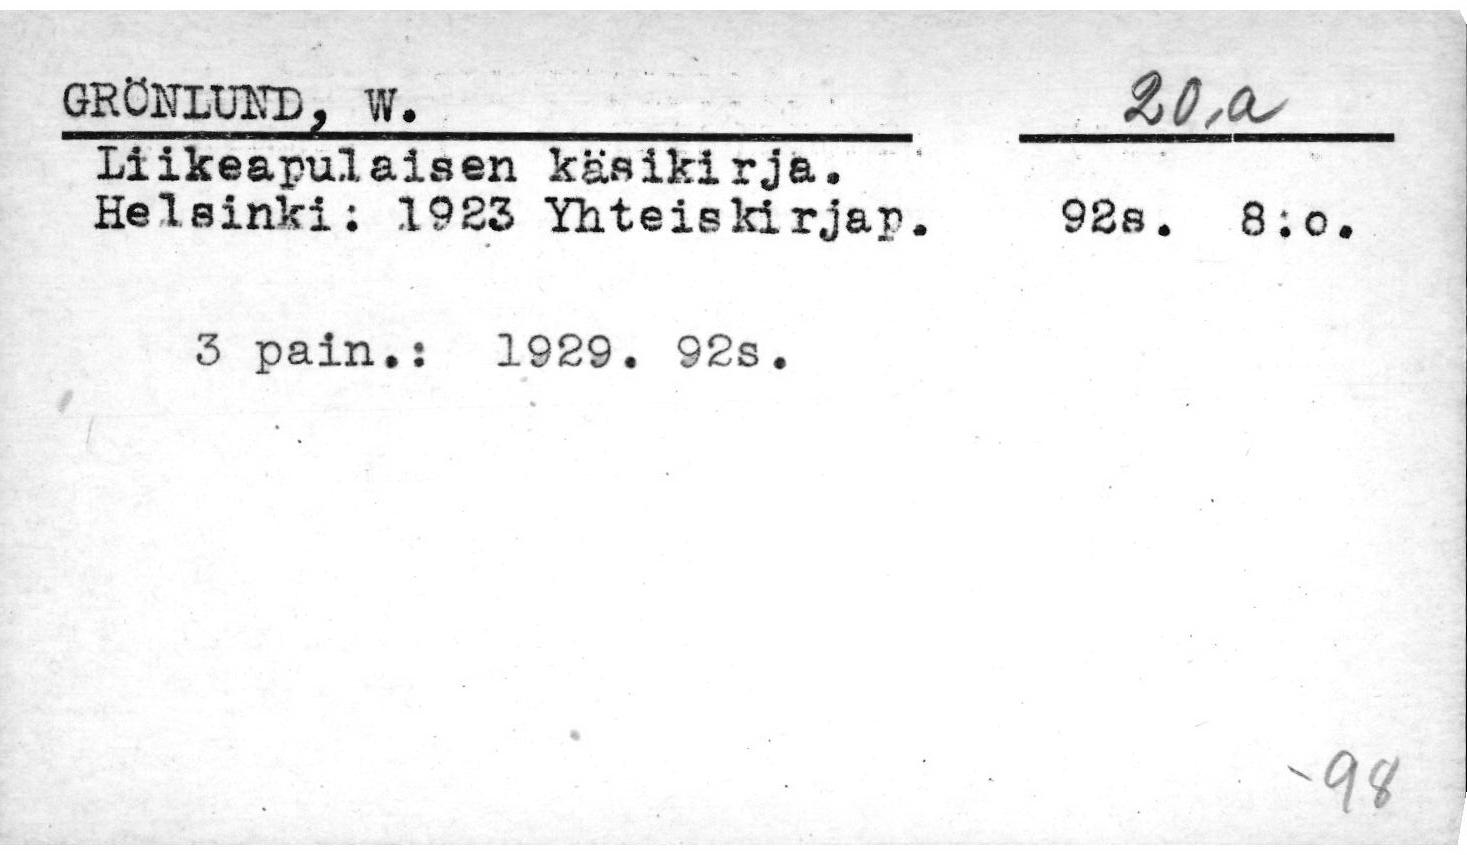 GRÖNLUND, W. 20,a
Liikeapulaisen käsikirja.
Helsinki: 1923 Yhteiskirjap. 92s. 8:o.
3 pain.: 1929. 92s.
-98